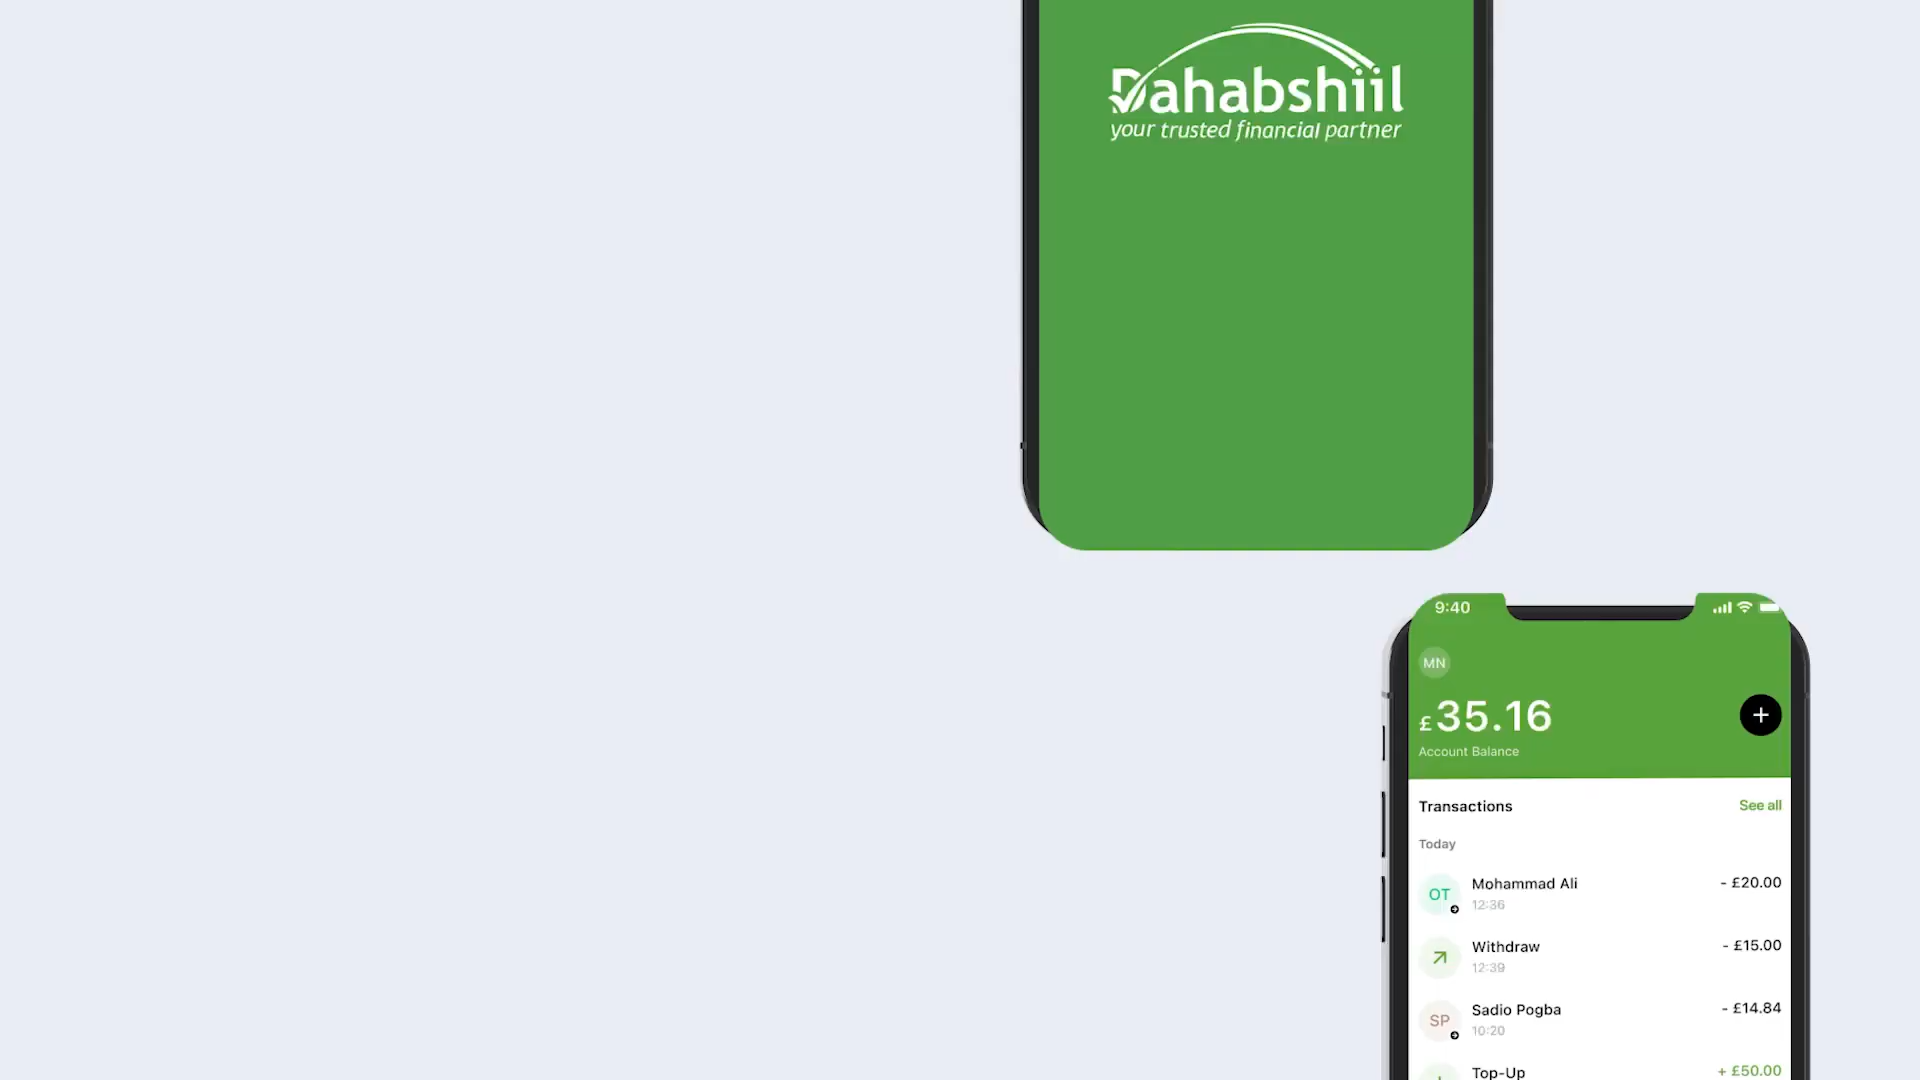 Dahabshiil
your trusted financial partner
9:40
MN
£35.16
+
Account Balance
Transactions See all
Today
OT Mohammad Ali - £20.00
12:36
Withdraw - £15.00
12:39
SP Sadio Pogba - £14.84
10:20
Top-Up + £50.00